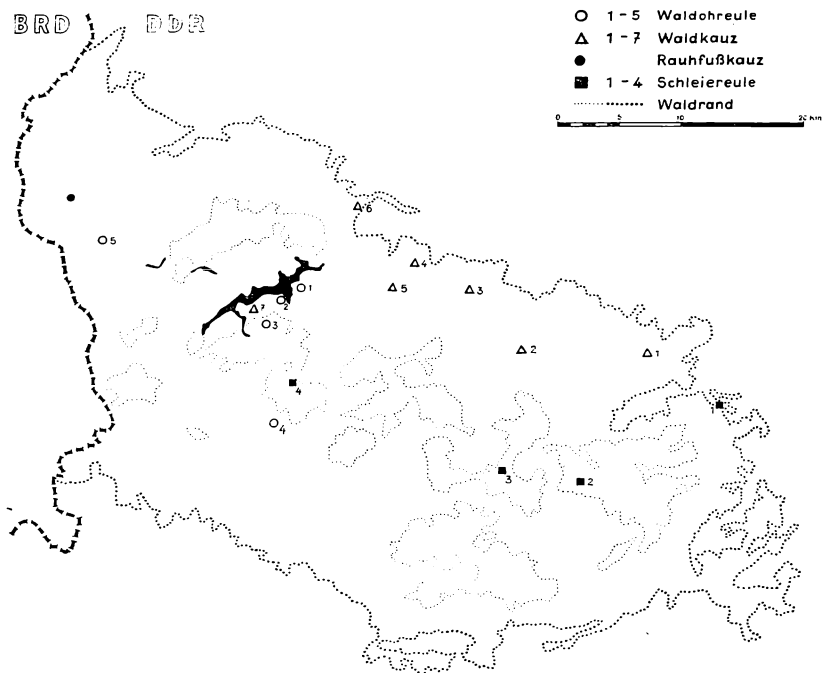 BRD DDR
○ 1-5 Waldohreule
△ 1-7 Waldkauz
● Rauhfußkauz
■ 1-4 Schleiereule
Waldrand
0 5 10 20 km
6
5
4
1
5
3
2
7
3
2
1
4
1
4
3
2